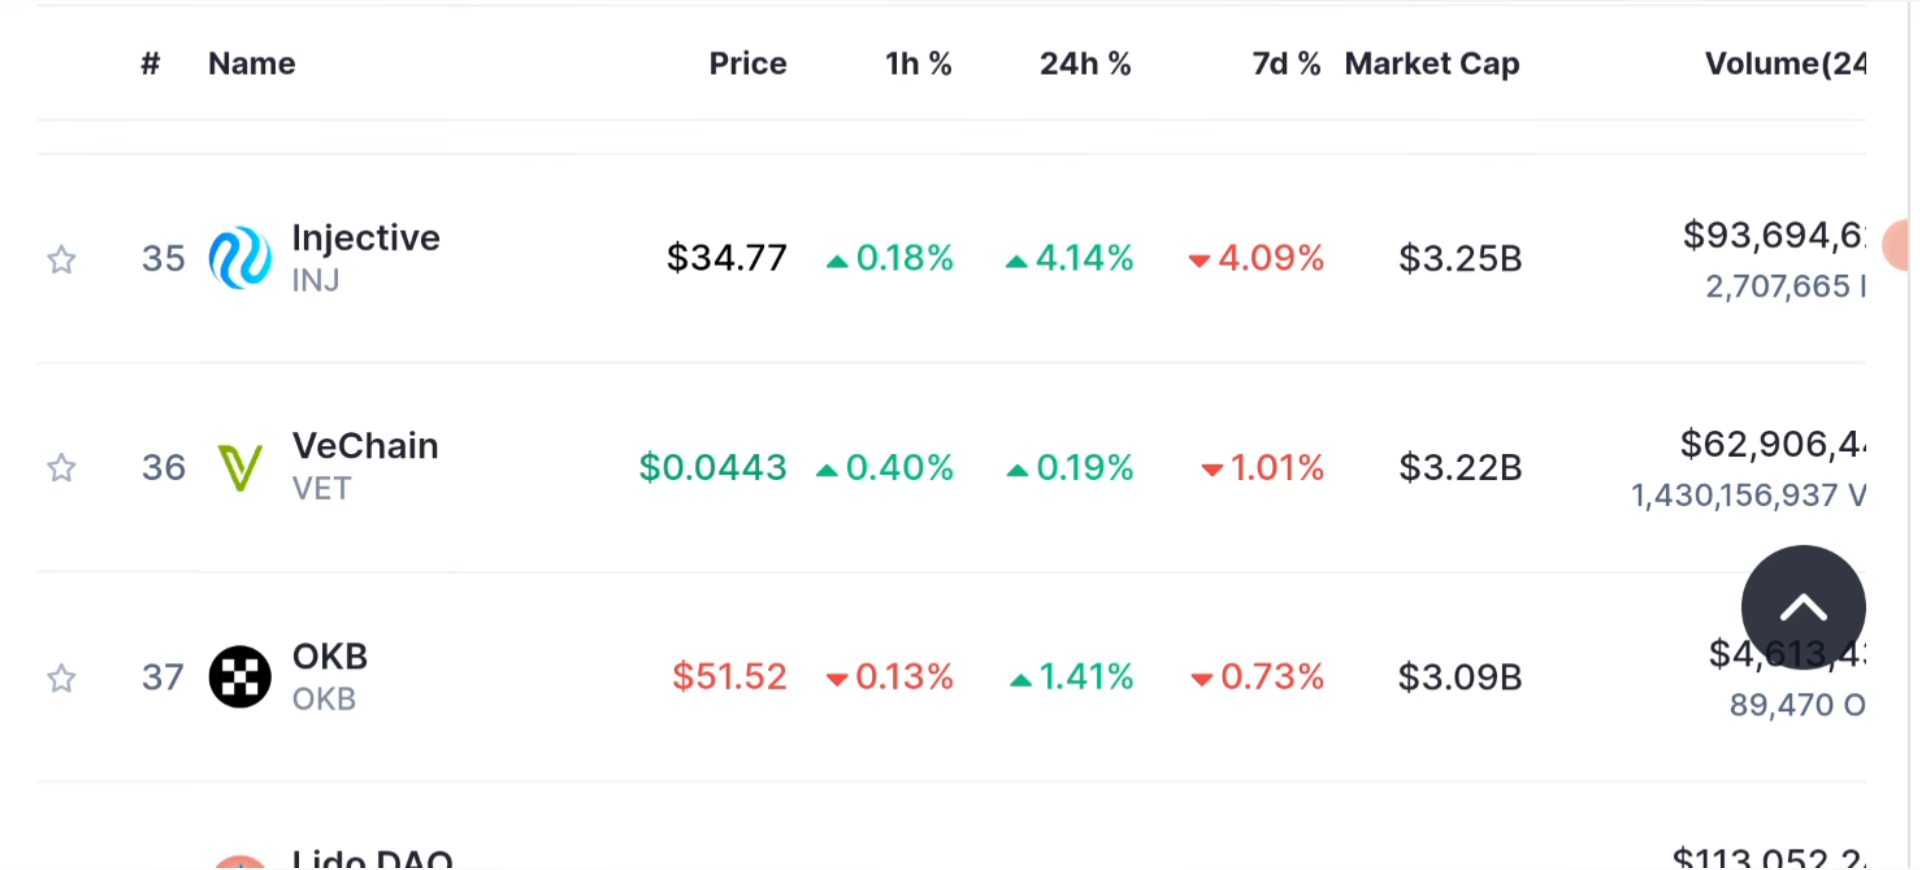 # Name Price 1h % 24h % 7d % Market Cap Volume(24
35 Injective INJ $34.77 ▲0.18% ▲4.14% ▼4.09% $3.25B $93,694,6
2,707,665
36 VeChain VET $0.0443 ▲0.40% ▲0.19% ▼1.01% $3.22B $62,906,4
1,430,156,937 V
37 OKB OKB $51.52 ▼0.13% ▲1.41% ▼0.73% $3.09B $4,613,4
89,470 O
Lido DAO $113,052,2